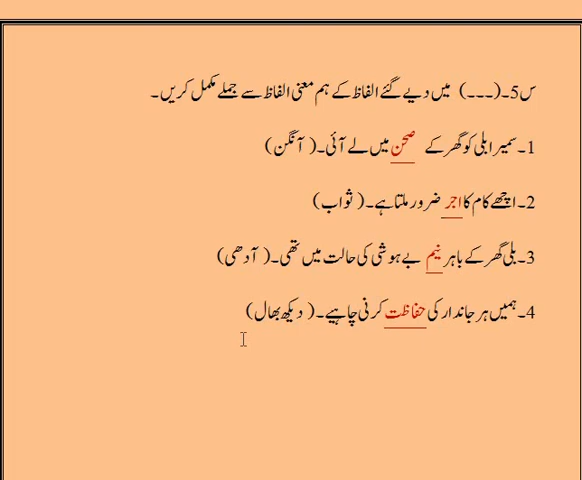 س5۔(۔۔۔) میں دیے گئے الفاظ کے ہم معنی الفاظ سے جملے مکمل کریں۔
1۔سمیرا بلی کو گھر کے صحن میں لے آئی۔( آنگن)
2۔اچھے کام کا اجر ضرور ملتا ہے۔( ثواب)
3۔بلی گھر کے باہر نیم بے ہوشی کی حالت میں تھی۔( آدھی)
4۔ہمیں ہر جاندار کی حفاظت کرنی چاہیے۔( دیکھ بھال)